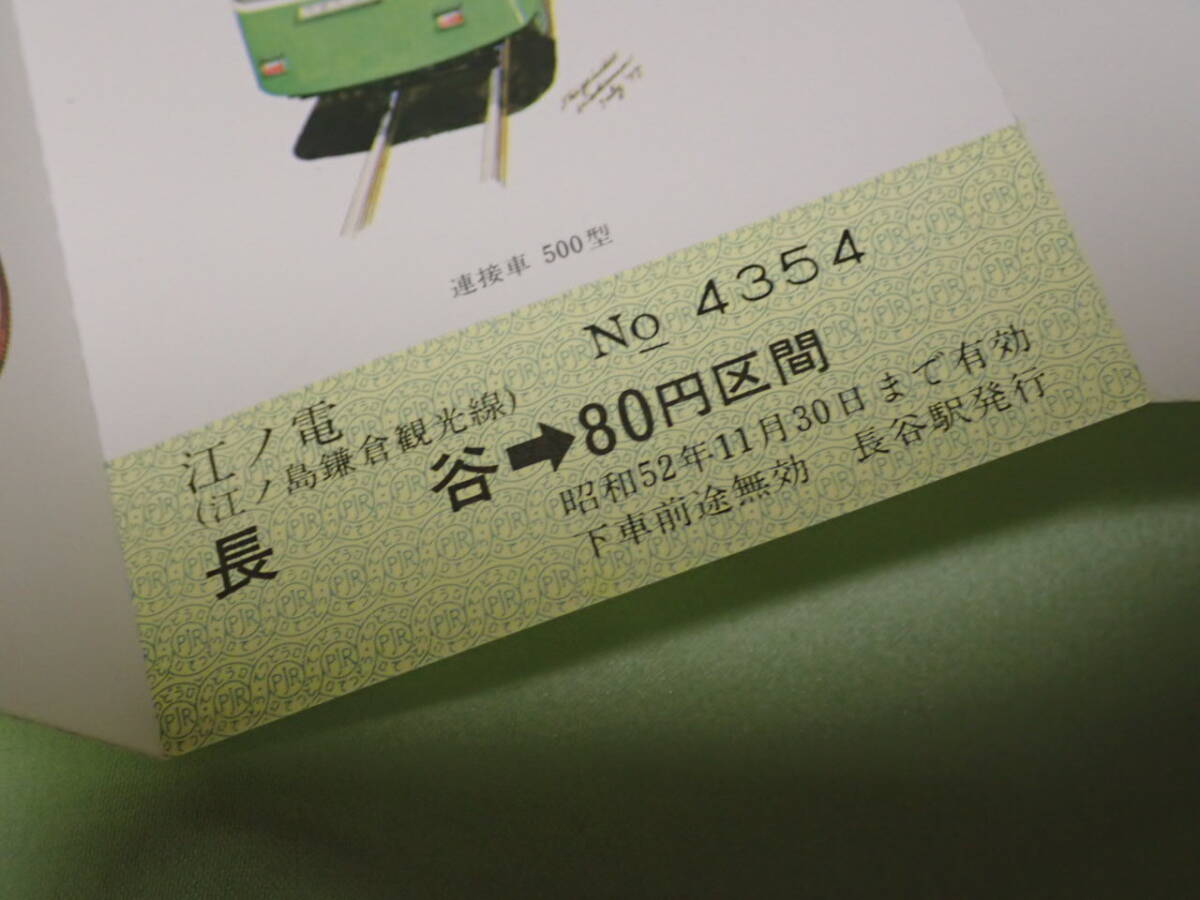 連接車 500型
No 4354
江ノ電
(江ノ島鎌倉観光線)
長 谷➡80円区間
昭和52年.11月30日まで有効
下車前途無効 長谷駅発行